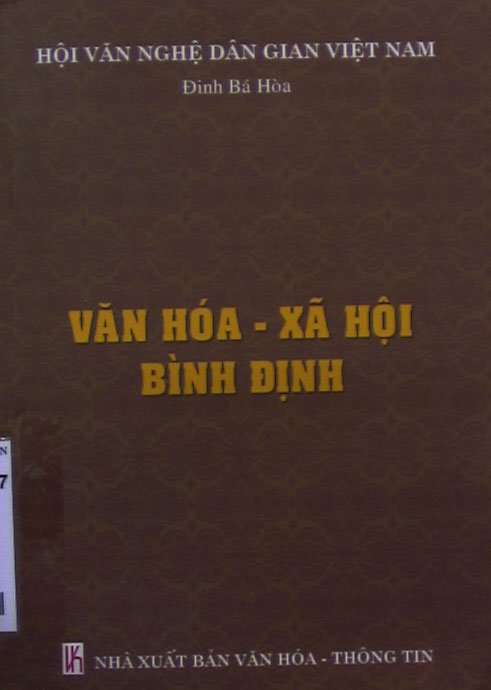 HỘI VĂN NGHỆ DÂN GIAN VIỆT NAM
Đinh Bá Hòa
VĂN HÓA - XÃ HỘI
BÌNH ĐỊNH
N
7
NHÀ XUẤT BẢN VĂN HÓA - THÔNG TIN